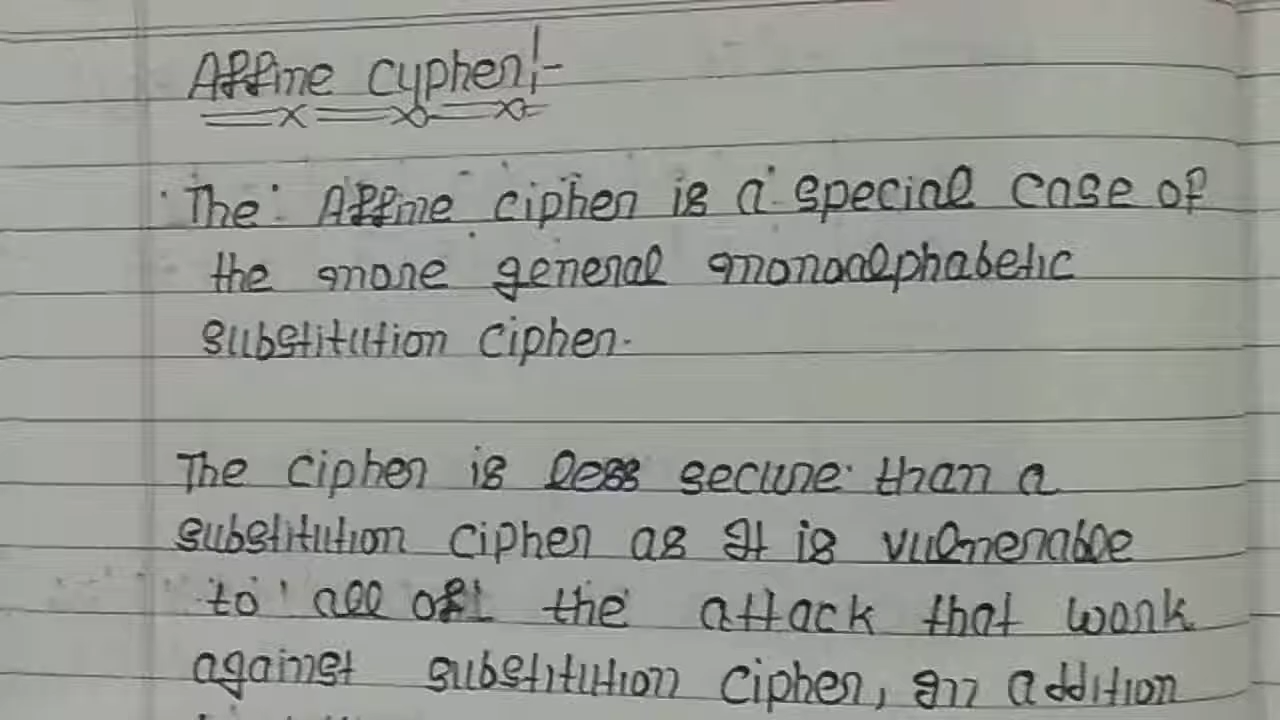 Affine Cypher!-
The Affine cipher is a special case of
the more general monoalphabetic
substitution cipher.
The cipher is less secure than a
substitution cipher as It is vulnerable
to all of the attack that work
against substitution cipher, In addition